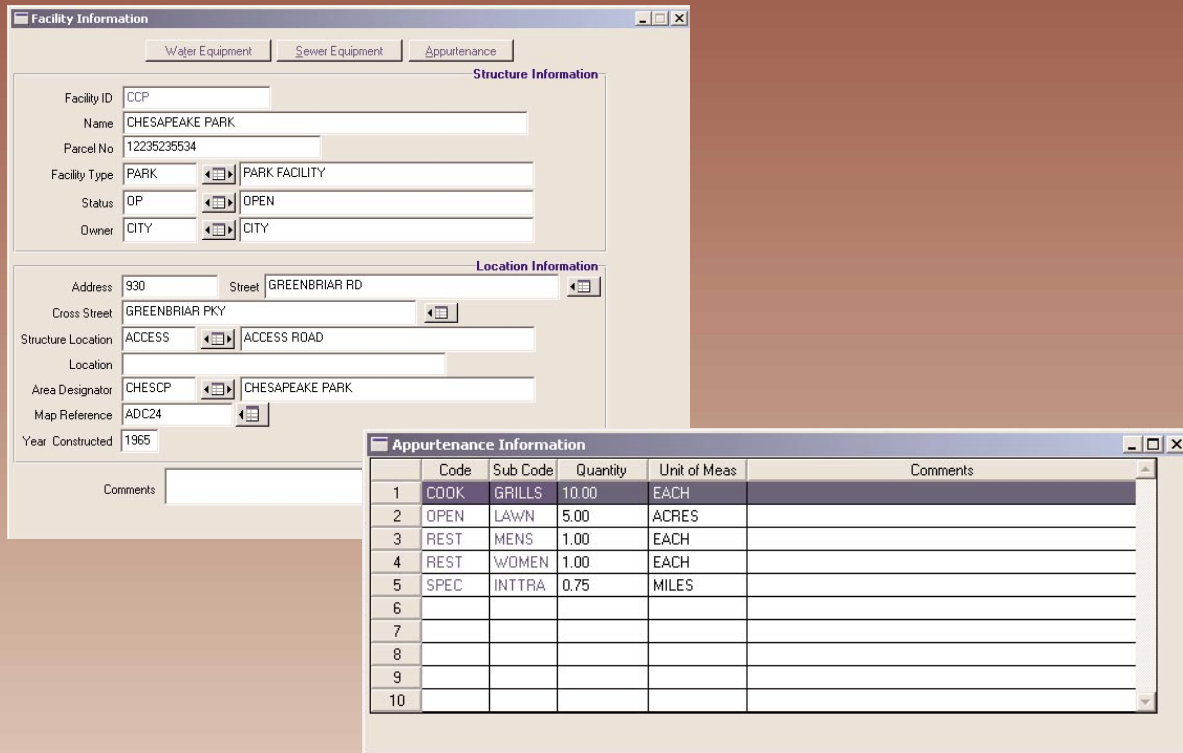 Facility Information
Water Equipment Sewer Equipment Appurtenance
Structure Information
Facility ID CCP
Name CHESAPEAKE PARK
Parcel No 12235235534
Facility Type PARK PARK FACILITY
Status OP OPEN
Owner CITY CITY
Location Information
Address 930 Street GREENBRIAR RD
Cross Street GREENBRIAR PKY
Structure Location ACCESS ACCESS ROAD
Location
Area Designator CHESCP CHESAPEAKE PARK
Map Reference ADC24
Year Constructed 1965
Comments
Appurtenance Information
Code Sub Code Quantity Unit of Meas Comments
1 COOK GRILLS 10.00 EACH
2 OPEN LAWN 5.00 ACRES
3 REST MENS 1.00 EACH
4 REST WOMEN 1.00 EACH
5 SPEC INTTRA 0.75 MILES
6
7
8
9
10